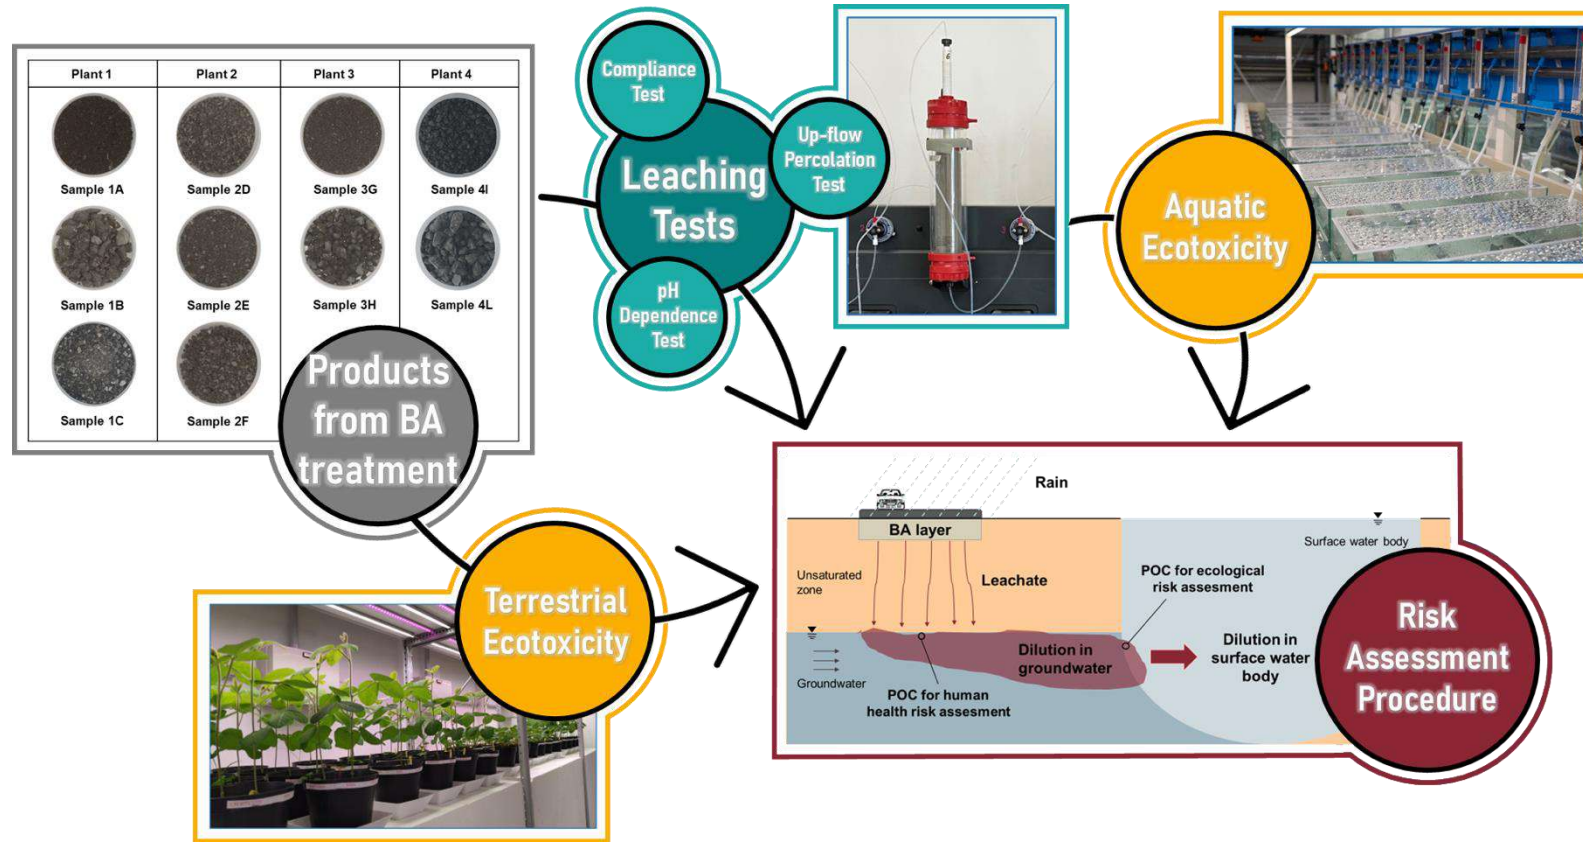 Plant 1
Plant 2
Plant 3
Plant 4
Sample 1A
Sample 2D
Sample 3G
Sample 4I
Sample 1B
Sample 2E
Sample 3H
Sample 4L
Sample 1C
Sample 2F
Products
from BA
treatment
Compliance
Test
Leaching
Tests
Up-flow
Percolation
Test
pH
Dependence
Test
Aquatic
Ecotoxicity
Terrestrial
Ecotoxicity
Rain
BA layer
Surface water body
Unsaturated
zone
Leachate
POC for ecological
risk assesment
Dilution in
groundwater
Dilution in
surface water
body
Groundwater
POC for human
health risk assesment
Risk
Assessment
Procedure